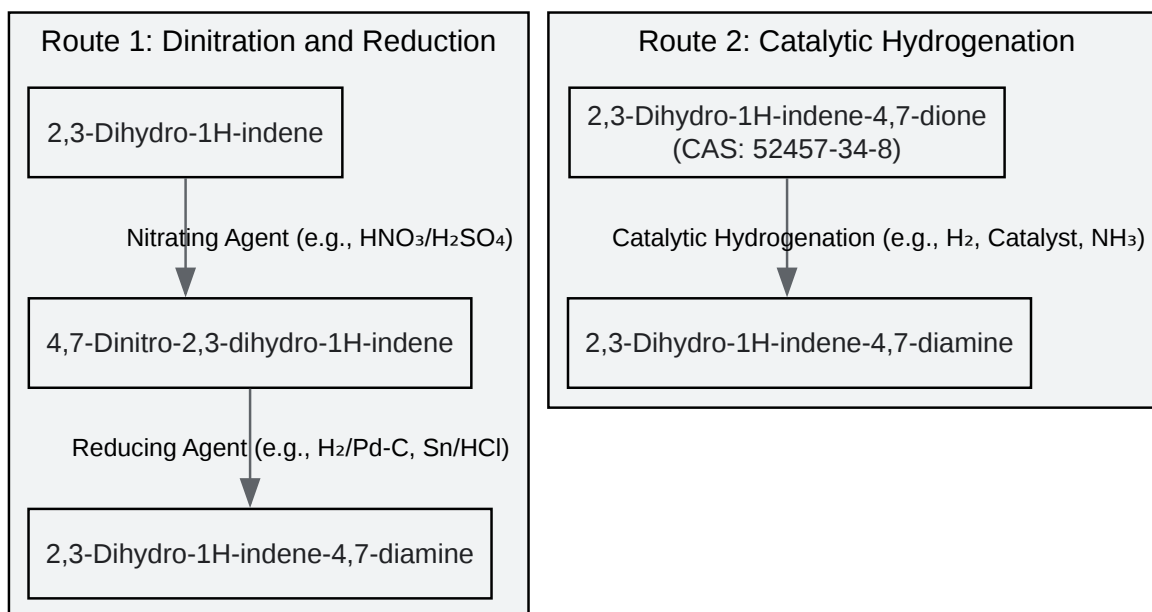 Route 1: Dinitration and Reduction
2,3-Dihydro-1H-indene
Nitrating Agent (e.g., HNO₃/H₂SO₄)
4,7-Dinitro-2,3-dihydro-1H-indene
Reducing Agent (e.g., H₂/Pd-C, Sn/HCl)
2,3-Dihydro-1H-indene-4,7-diamine
Route 2: Catalytic Hydrogenation
2,3-Dihydro-1H-indene-4,7-dione
(CAS: 52457-34-8)
Catalytic Hydrogenation (e.g., H₂, Catalyst, NH₃)
2,3-Dihydro-1H-indene-4,7-diamine